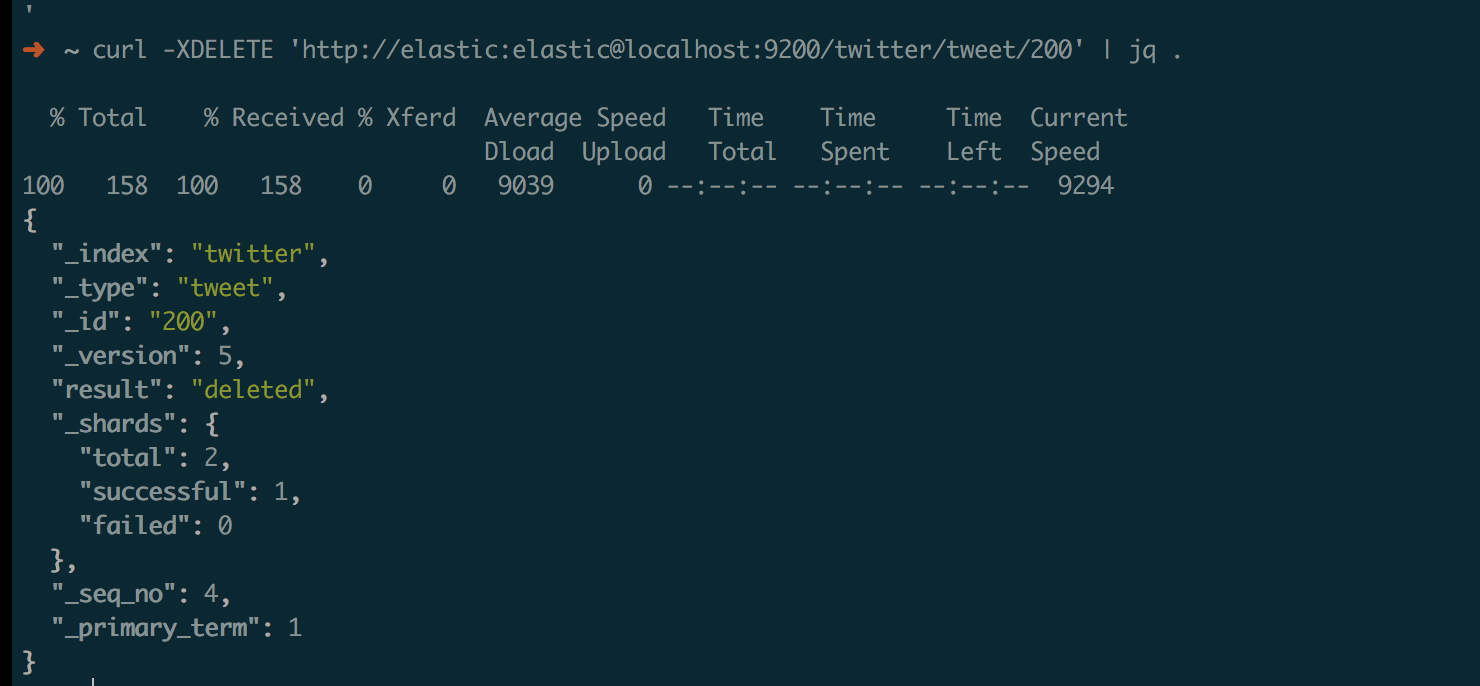 '
➜ ~ curl -XDELETE 'http://elastic:elastic@localhost:9200/twitter/tweet/200' | jq .
% Total % Received % Xferd Average Speed Time Time Time Current
Dload Upload Total Spent Left Speed
100 158 100 158 0 0 9039 0 --:--:-- --:--:-- --:--:-- 9294
{
"_index": "twitter",
"_type": "tweet",
"_id": "200",
"_version": 5,
"result": "deleted",
"_shards": {
"total": 2,
"successful": 1,
"failed": 0
},
"_seq_no": 4,
"_primary_term": 1
}